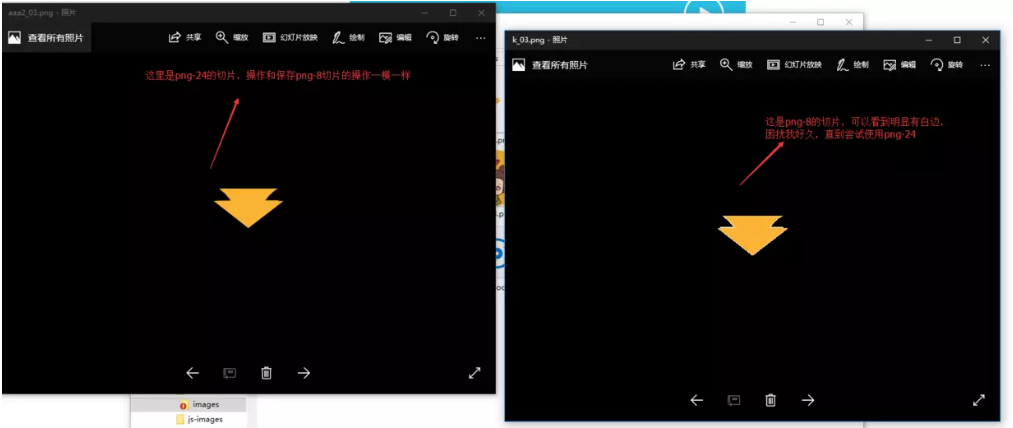 aaa2_03.png - 照片
查看所有照片
共享
缩放
幻灯片放映
绘制
编辑
旋转
这里是png-24的切片，操作和保存png-8切片的操作一模一样
k_03.png - 照片
查看所有照片
共享
缩放
幻灯片放映
绘制
编辑
旋转
这是png-8的切片，可以看到明显有白边，
困扰我好久，直到尝试使用png-24
images
js-images